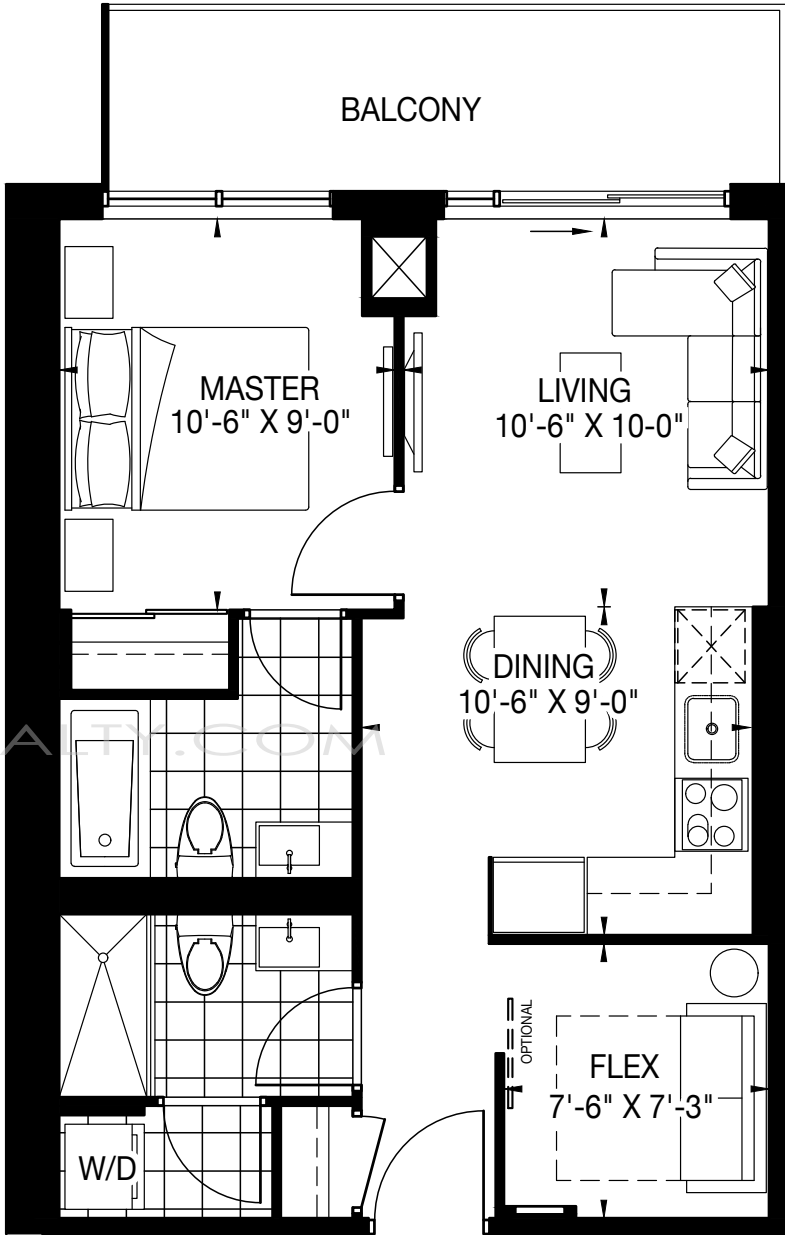 BALCONY
MASTER
10'-6" X 9'-0"
LIVING
10'-6" X 10-0"
DINING
10'-6" X 9'-0"
ALTY.COM
OPTIONAL
FLEX
7'-6" X 7'-3"
W/D